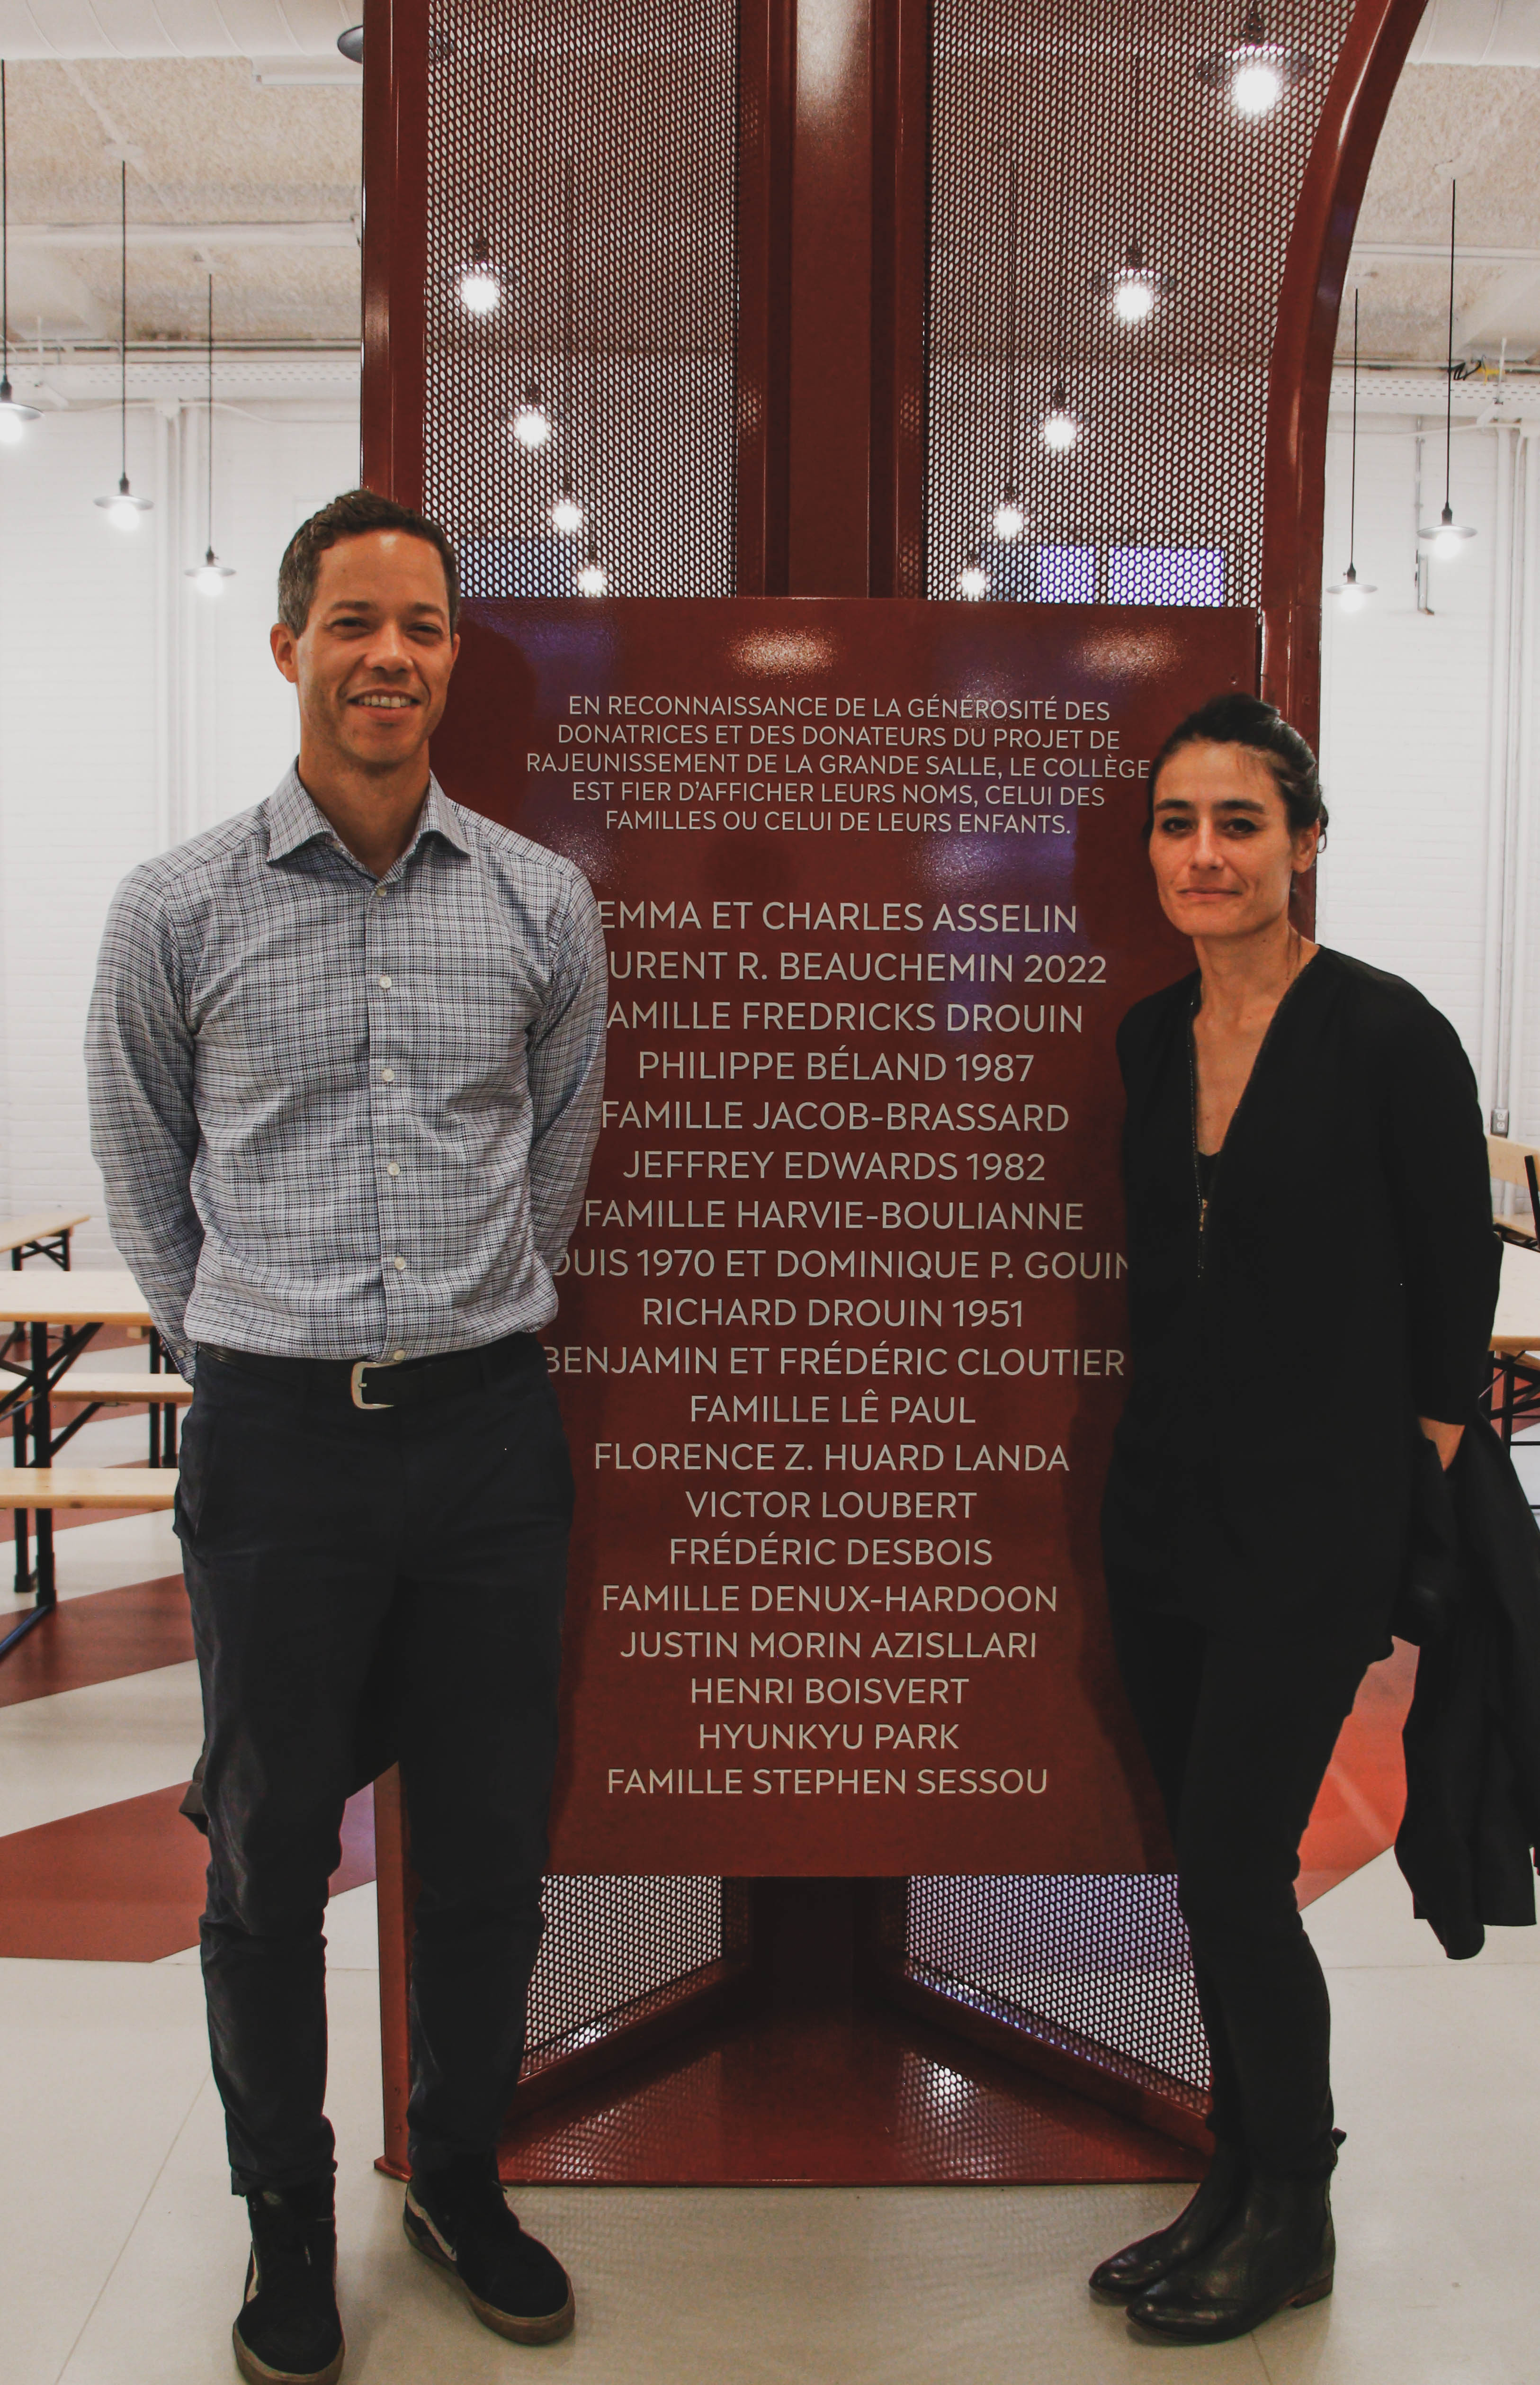 EN RECONNAISSANCE DE LA GÉNÉROSITÉ DES
DONATRICES ET DES DONATEURS DU PROJET DE
RAJEUNISSEMENT DE LA GRANDE SALLE, LE COLLÈGE
EST FIER D'AFFICHER LEURS NOMS, CELUI DES
FAMILLES OU CELUI DE LEURS ENFANTS.
EMMA ET CHARLES ASSELIN
R. BEAUCHEMIN 2022
FREDRICKS DROUIN
PHILIPPE BÉLAND 1987
FAMILLE JACOB-BRASSARD
JEFFREY EDWARDS 1982
FAMILLE HARVIE-BOULIANNE
1970 ET DOMINIQUE P. GOUIN
RICHARD DROUIN 1951
BENJAMIN ET FRÉDÉRIC CLOUTIER
FAMILLE LÊ PAUL
FLORENCE Z. HUARD LANDA
VICTOR LOUBERT
FRÉDÉRIC DESBOIS
FAMILLE DENUX-HARDOON
JUSTIN MORIN AZISLLARI
HENRI BOISVERT
HYUNKYU PARK
FAMILLE STEPHEN SESSOU